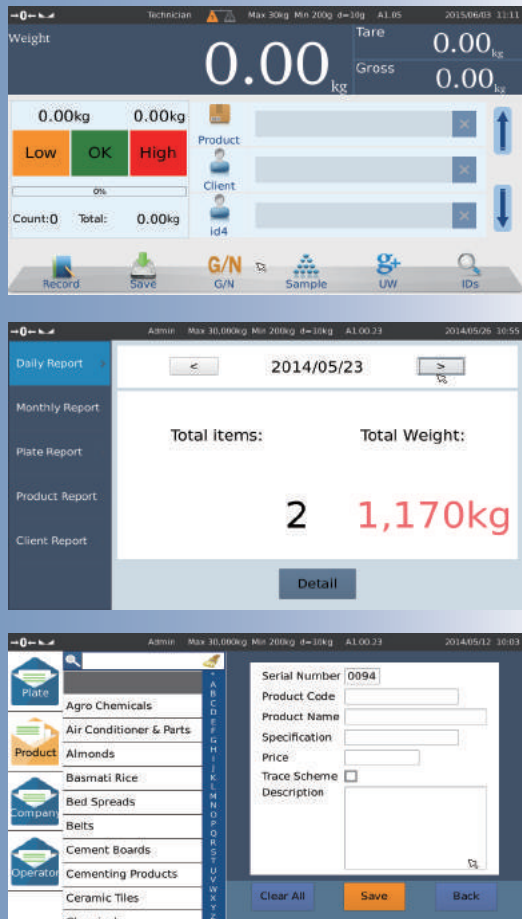 →0← Technician Max 30kg Min 200g d=10g A1.05 2015/06/03 11:11
Weight 0.00 kg Tare 0.00 kg
Gross 0.00 kg
0.00kg 0.00kg
Low OK High
0%
Count:0 Total: 0.00kg
Product
Client
id4
G/N g+
Record Save G/N Sample UW IDs
→0← Admin Max 30,000kg Min 200kg d=10kg A1.00.23 2014/05/26 10:55
Daily Report > < 2014/05/23 >
Monthly Report
Plate Report
Product Report
Client Report
Total items: Total Weight:
2 1,170kg
Detail
→0← Admin Max 30,000kg Min 200kg d=10kg A1.00.23 2014/05/12 10:03
Plate
Product
Company
Operator
Agro Chemicals
Air Conditioner & Parts
Almonds
Basmati Rice
Bed Spreads
Belts
Cement Boards
Cementing Products
Ceramic Tiles
*
A
B
C
D
E
F
G
H
I
J
K
L
M
N
O
P
Q
R
S
T
U
V
W
X
Y
Z
Serial Number 0094
Product Code
Product Name
Specification
Price
Trace Scheme
Description
Clear All Save Back